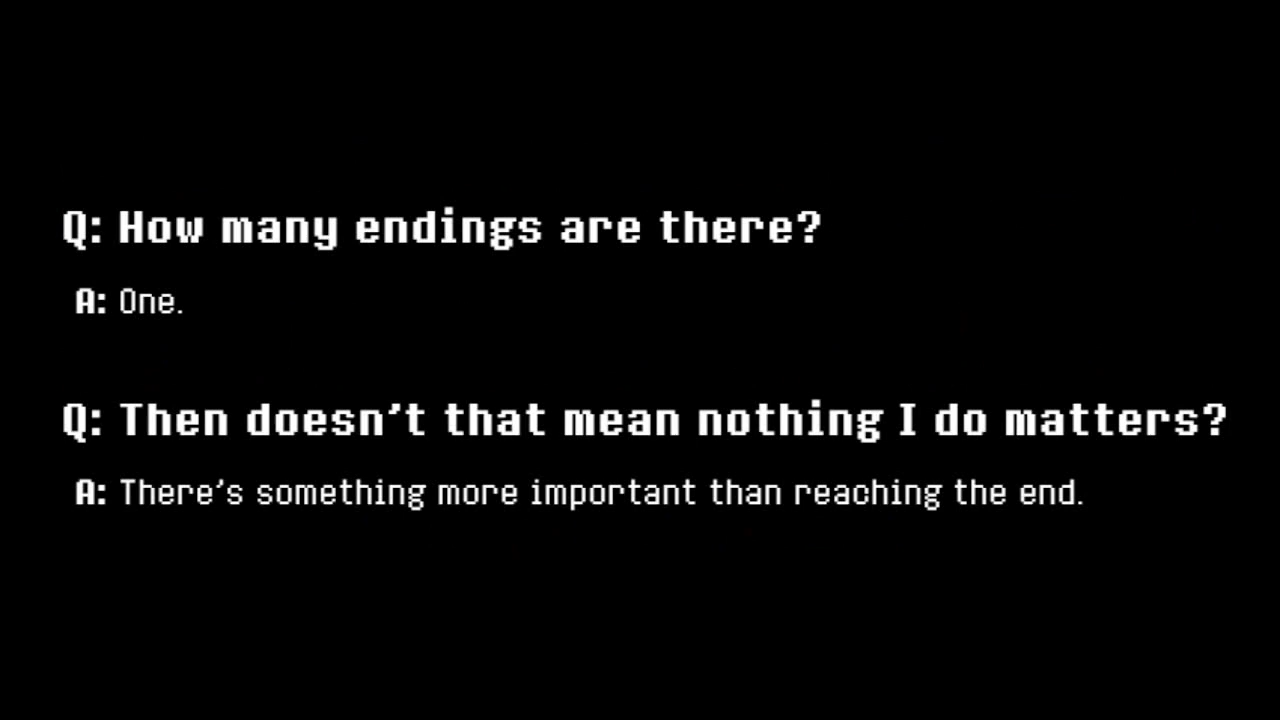 Q: How many endings are there?
A: One.
Q: Then doesn't that mean nothing I do matters?
A: There's something more important than reaching the end.